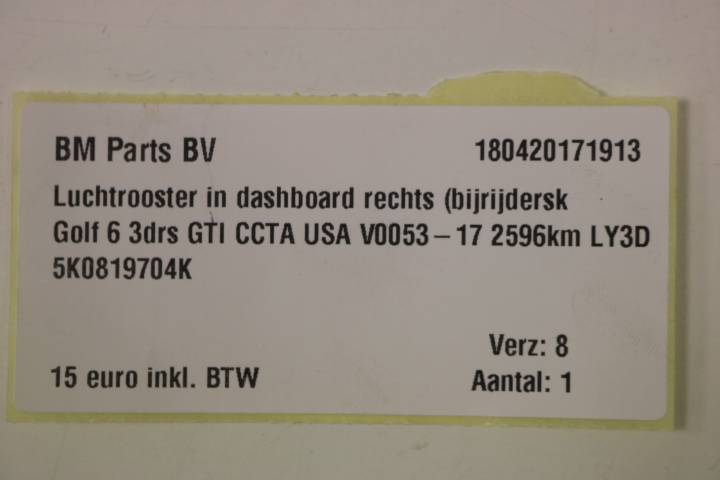 BM Parts BV 180420171913
Luchtrooster in dashboard rechts (bijrijdersk
Golf 6 3drs GTI CCTA USA V0053-17 2596km LY3D
5K0819704K
Verz: 8
15 euro inkl. BTW Aantal: 1